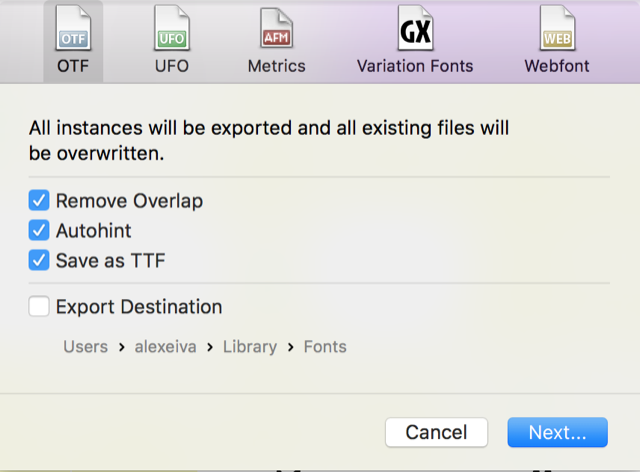 OTF UFO AFM GX WEB
OTF UFO Metrics Variation Fonts Webfont
All instances will be exported and all existing files will
be overwritten.
Remove Overlap
Autohint
Save as TTF
Export Destination
Users › alexeiva › Library › Fonts
Cancel Next...